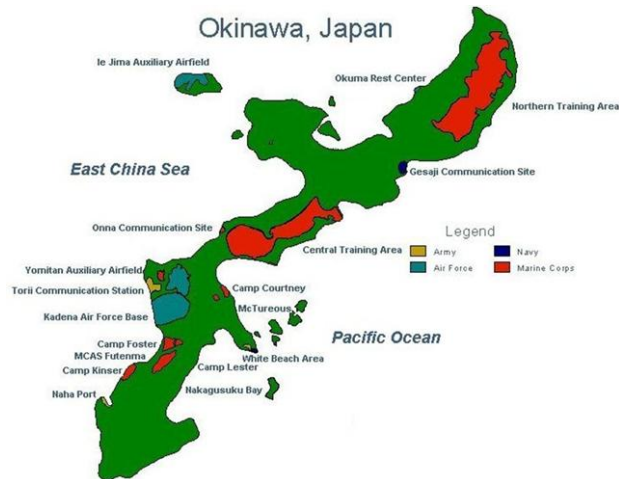 Okinawa, Japan
Ie Jima Auxiliary Airfield
Okuma Rest Center
Northern Training Area
East China Sea
Gesaji Communication Site
Onna Communication Site
Legend
Army
Navy
Air Force
Marine Corps
Central Training Area
Yomitan Auxiliary Airfield
Torii Communication Station
Kadena Air Force Base
Camp Courtney
McTureous
Pacific Ocean
Camp Foster
MCAS Futenma
Camp Kinser
White Beach Area
Camp Lester
Naha Port
Nakagusuku Bay